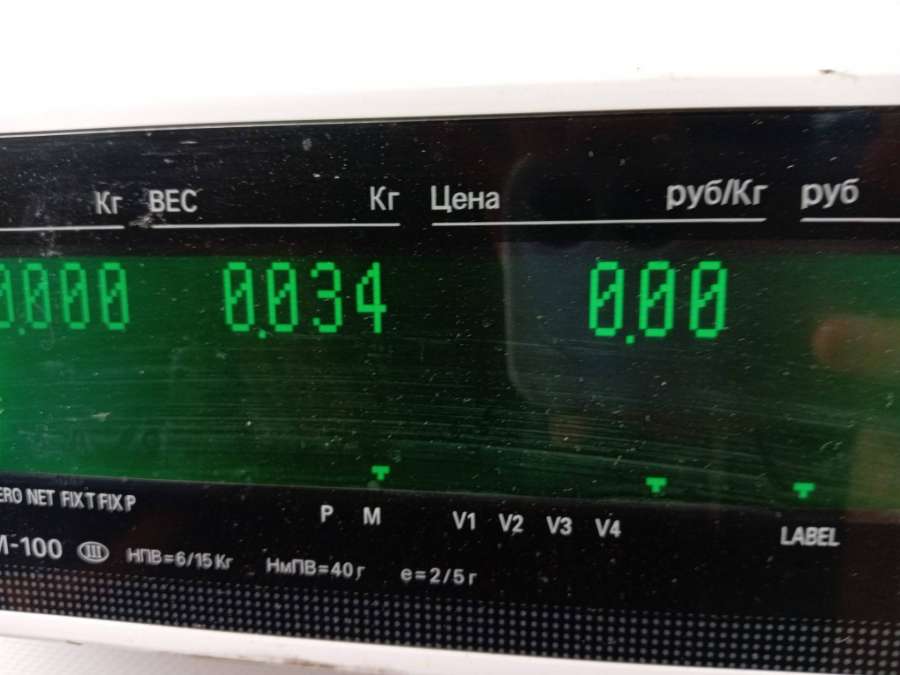 Кг ВЕС Кг Цена руб/Кг руб
0.000 0.034 0.00
NET FIX T FIX P
P M V1 V2 V3 V4 LABEL
-100 III НПВ=6/15 Кг НмПВ=40 г e=2/5 г